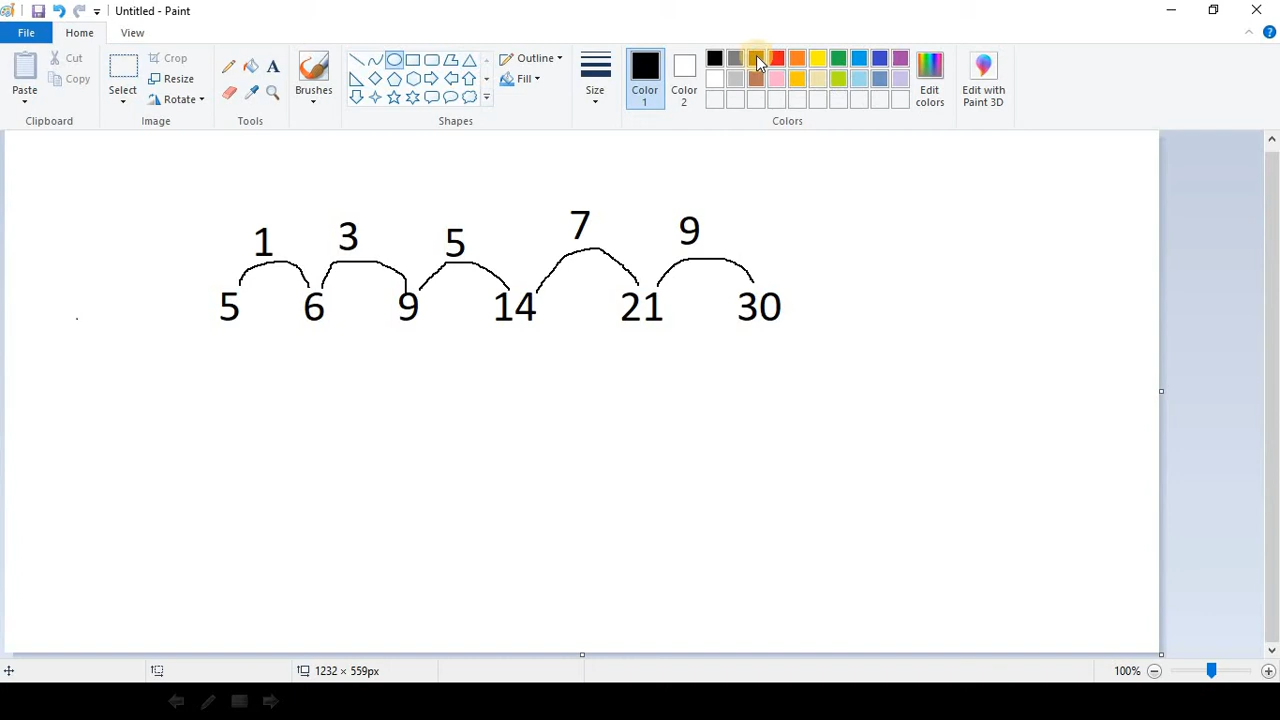 Untitled - Paint
File
Home
View
Paste
Cut
Copy
Clipboard
Select
Crop
Resize
Rotate
Image
A
Tools
Brushes
Shapes
Outline
Fill
Size
Color
1
Color
2
Edit
colors
Colors
Edit with
Paint 3D
1 3 5 7 9
5 6 9 14 21 30
1232 × 559px
100%